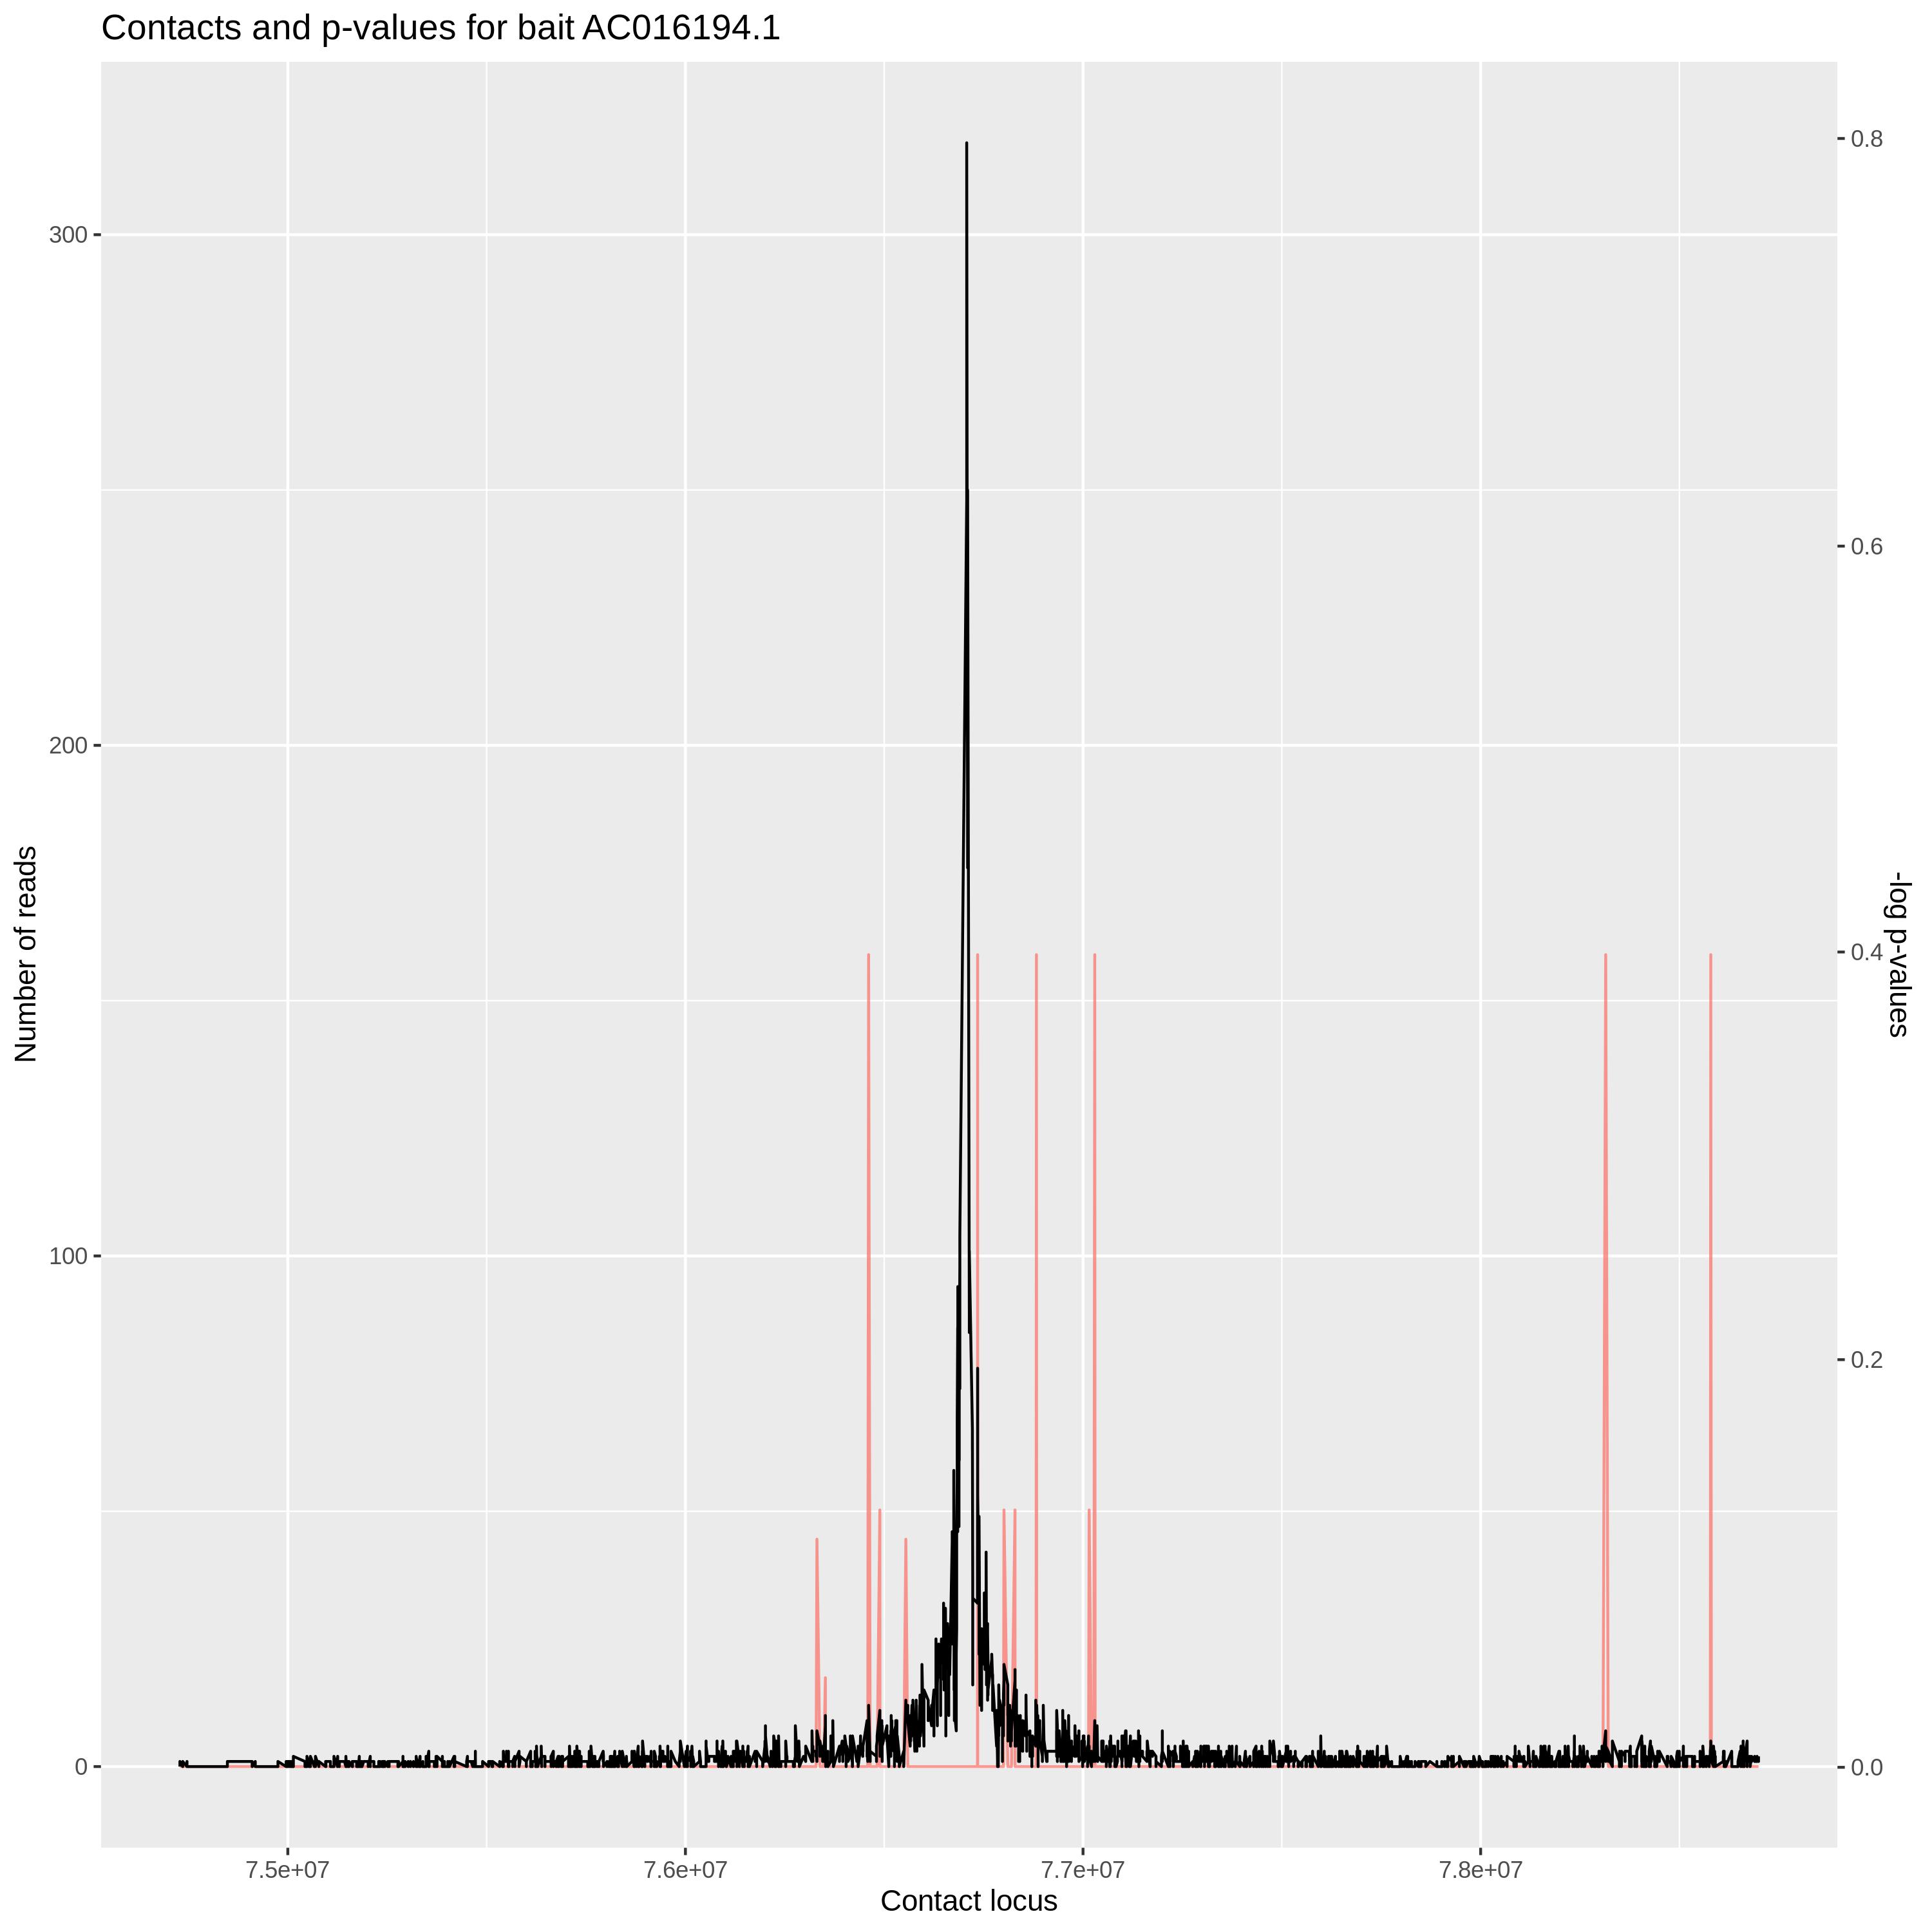 Contacts and p-values for bait AC016194.1
300
200
100
0
Number of reads
0.8
0.6
0.4
0.2
0.0
-log p-values
7.5e+07
7.6e+07
7.7e+07
7.8e+07
Contact locus